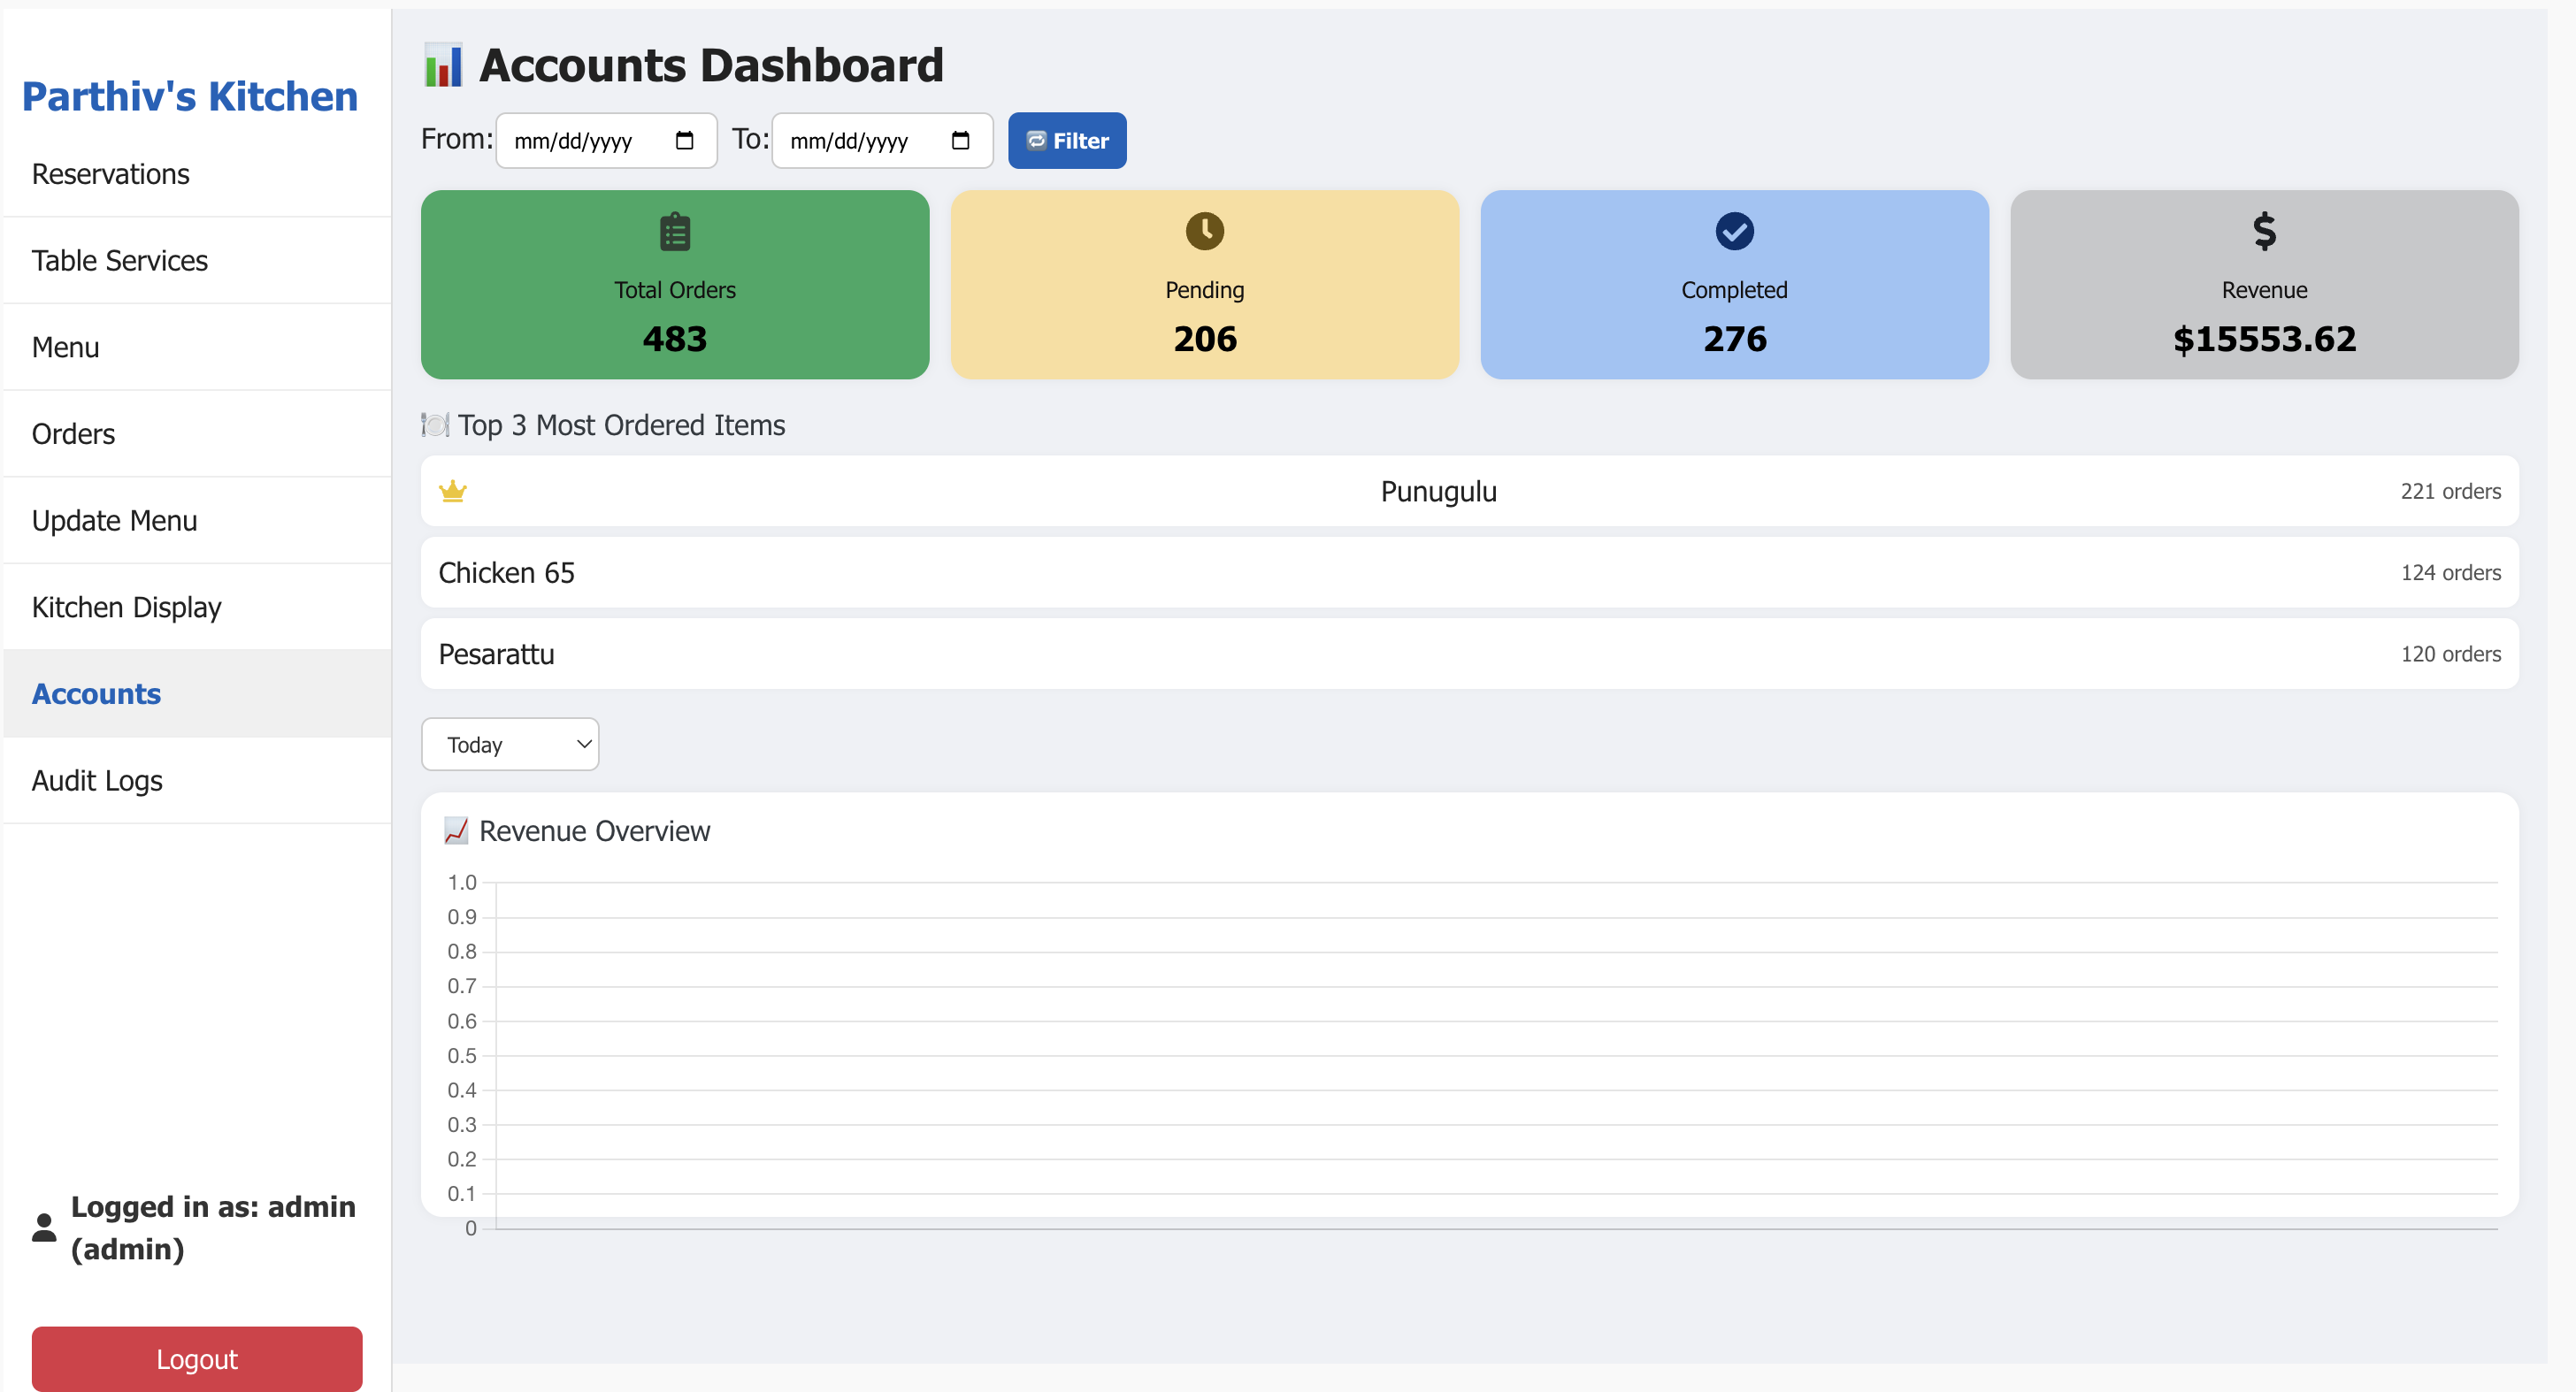 Parthiv's Kitchen
Reservations
Table Services
Menu
Orders
Update Menu
Kitchen Display
Accounts
Audit Logs
Logged in as: admin
(admin)
Logout
Accounts Dashboard
From: mm/dd/yyyy To: mm/dd/yyyy Filter
Total Orders
483
Pending
206
Completed
276
Revenue
$15553.62
Top 3 Most Ordered Items
Punugulu 221 orders
Chicken 65 124 orders
Pesarattu 120 orders
Today
Revenue Overview
1.0
0.9
0.8
0.7
0.6
0.5
0.4
0.3
0.2
0.1
0